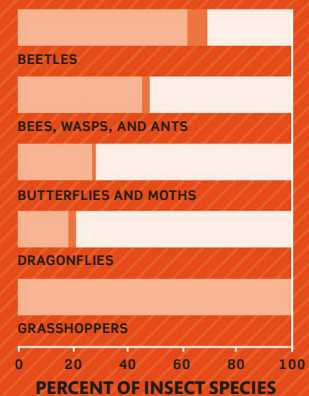 BEETLES
BEES, WASPS, AND ANTS
BUTTERFLIES AND MOTHS
DRAGONFLIES
GRASSHOPPERS
0 20 40 60 80 100
PERCENT OF INSECT SPECIES